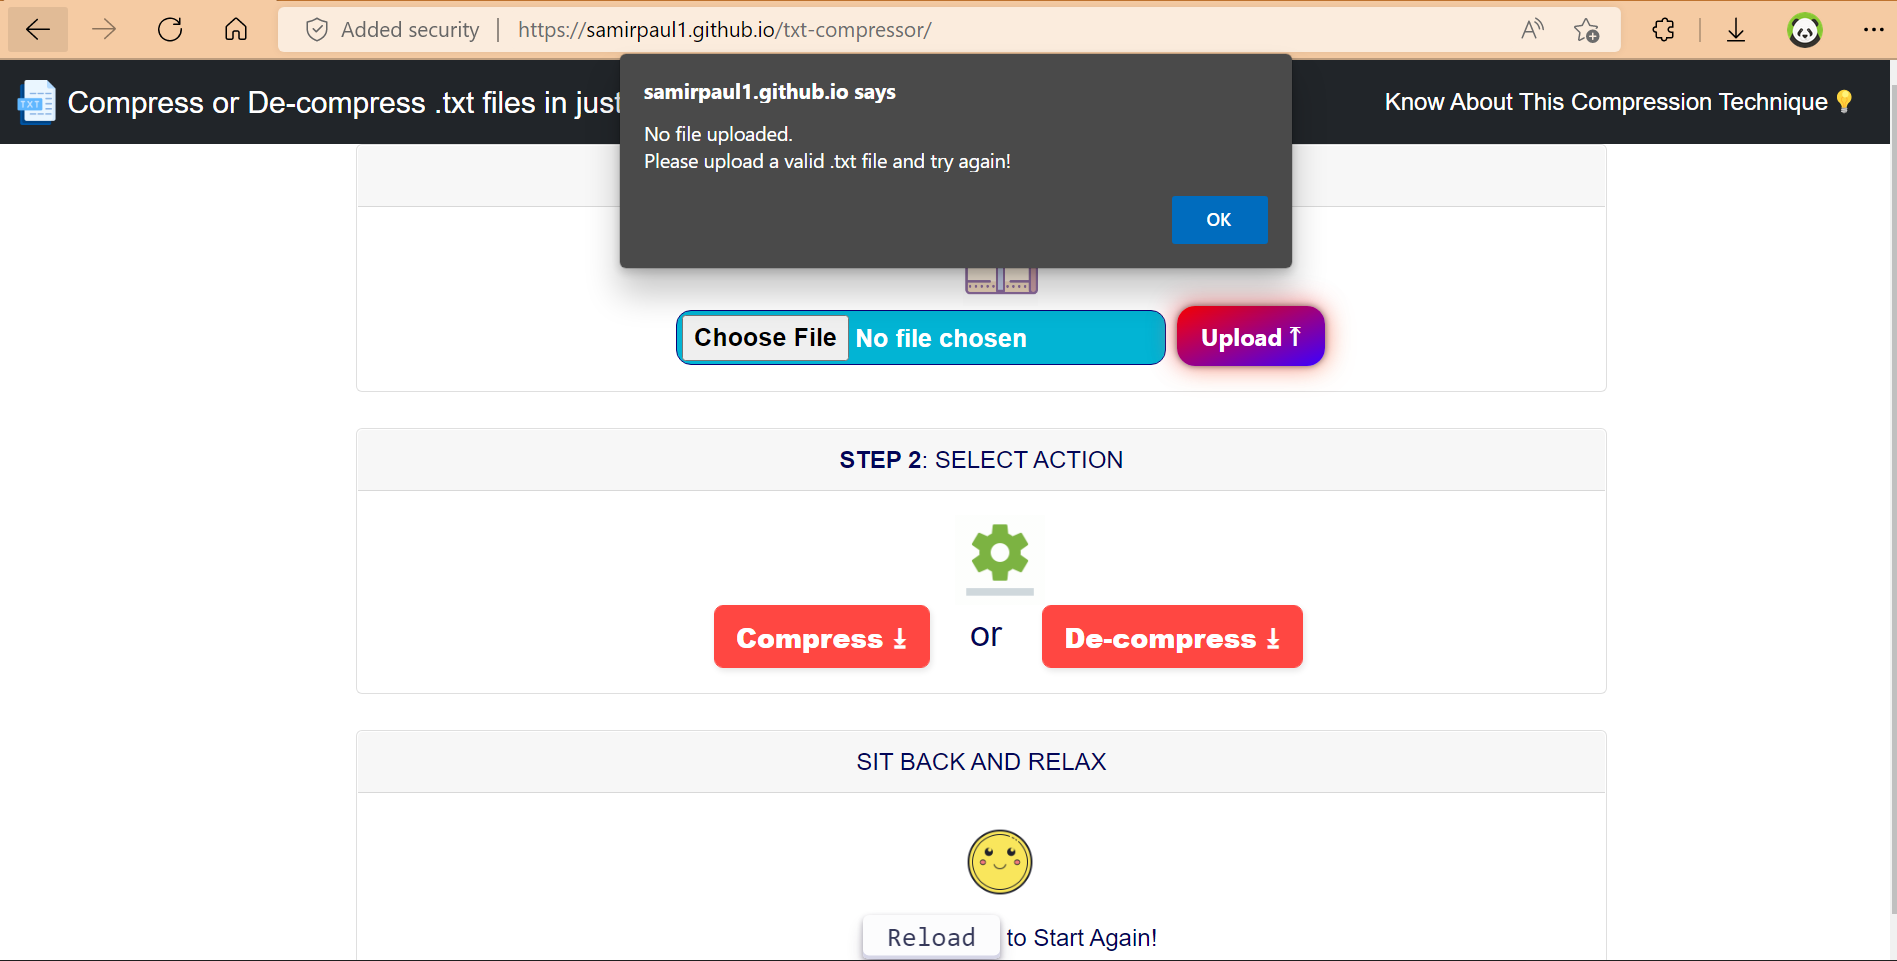 Added security
https://samirpaul1.github.io/txt-compressor/
TXT
Compress or De-compress .txt files in just
Know About This Compression Technique
samirpaul1.github.io says
No file uploaded.
Please upload a valid .txt file and try again!
OK
Choose File No file chosen
Upload ⤒
STEP 2: SELECT ACTION
Compress ⤓ or De-compress ⤓
SIT BACK AND RELAX
Reload to Start Again!